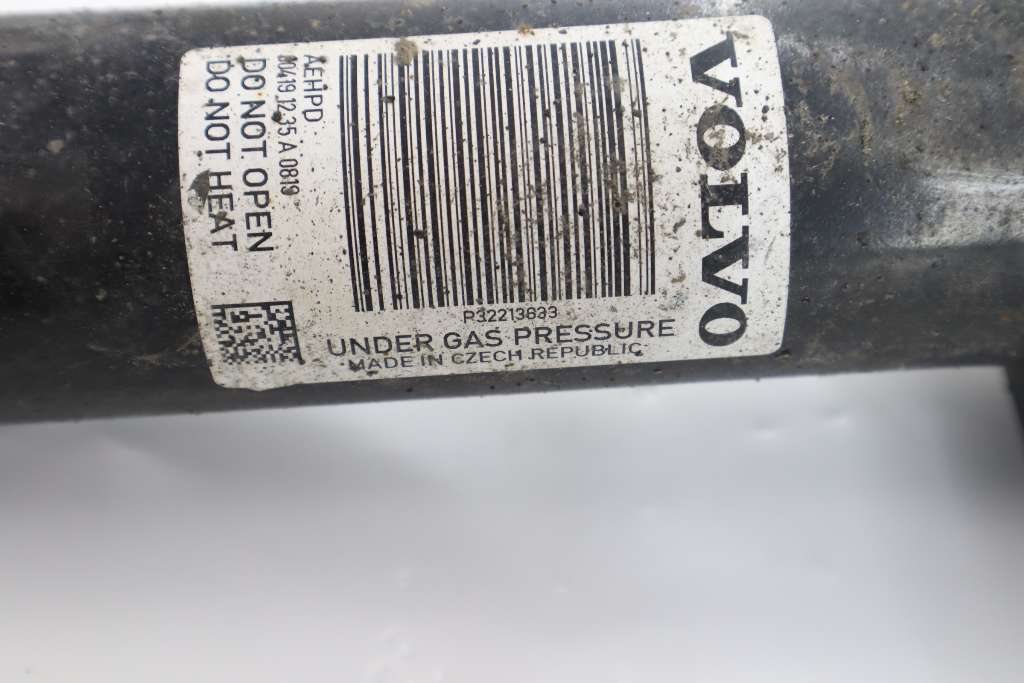 VOLVO
P32213633
UNDER GAS PRESSURE
MADE IN CZECH REPUBLIC
AEHPD
00419 12:35 A 0819
DO NOT OPEN
DO NOT HEAT